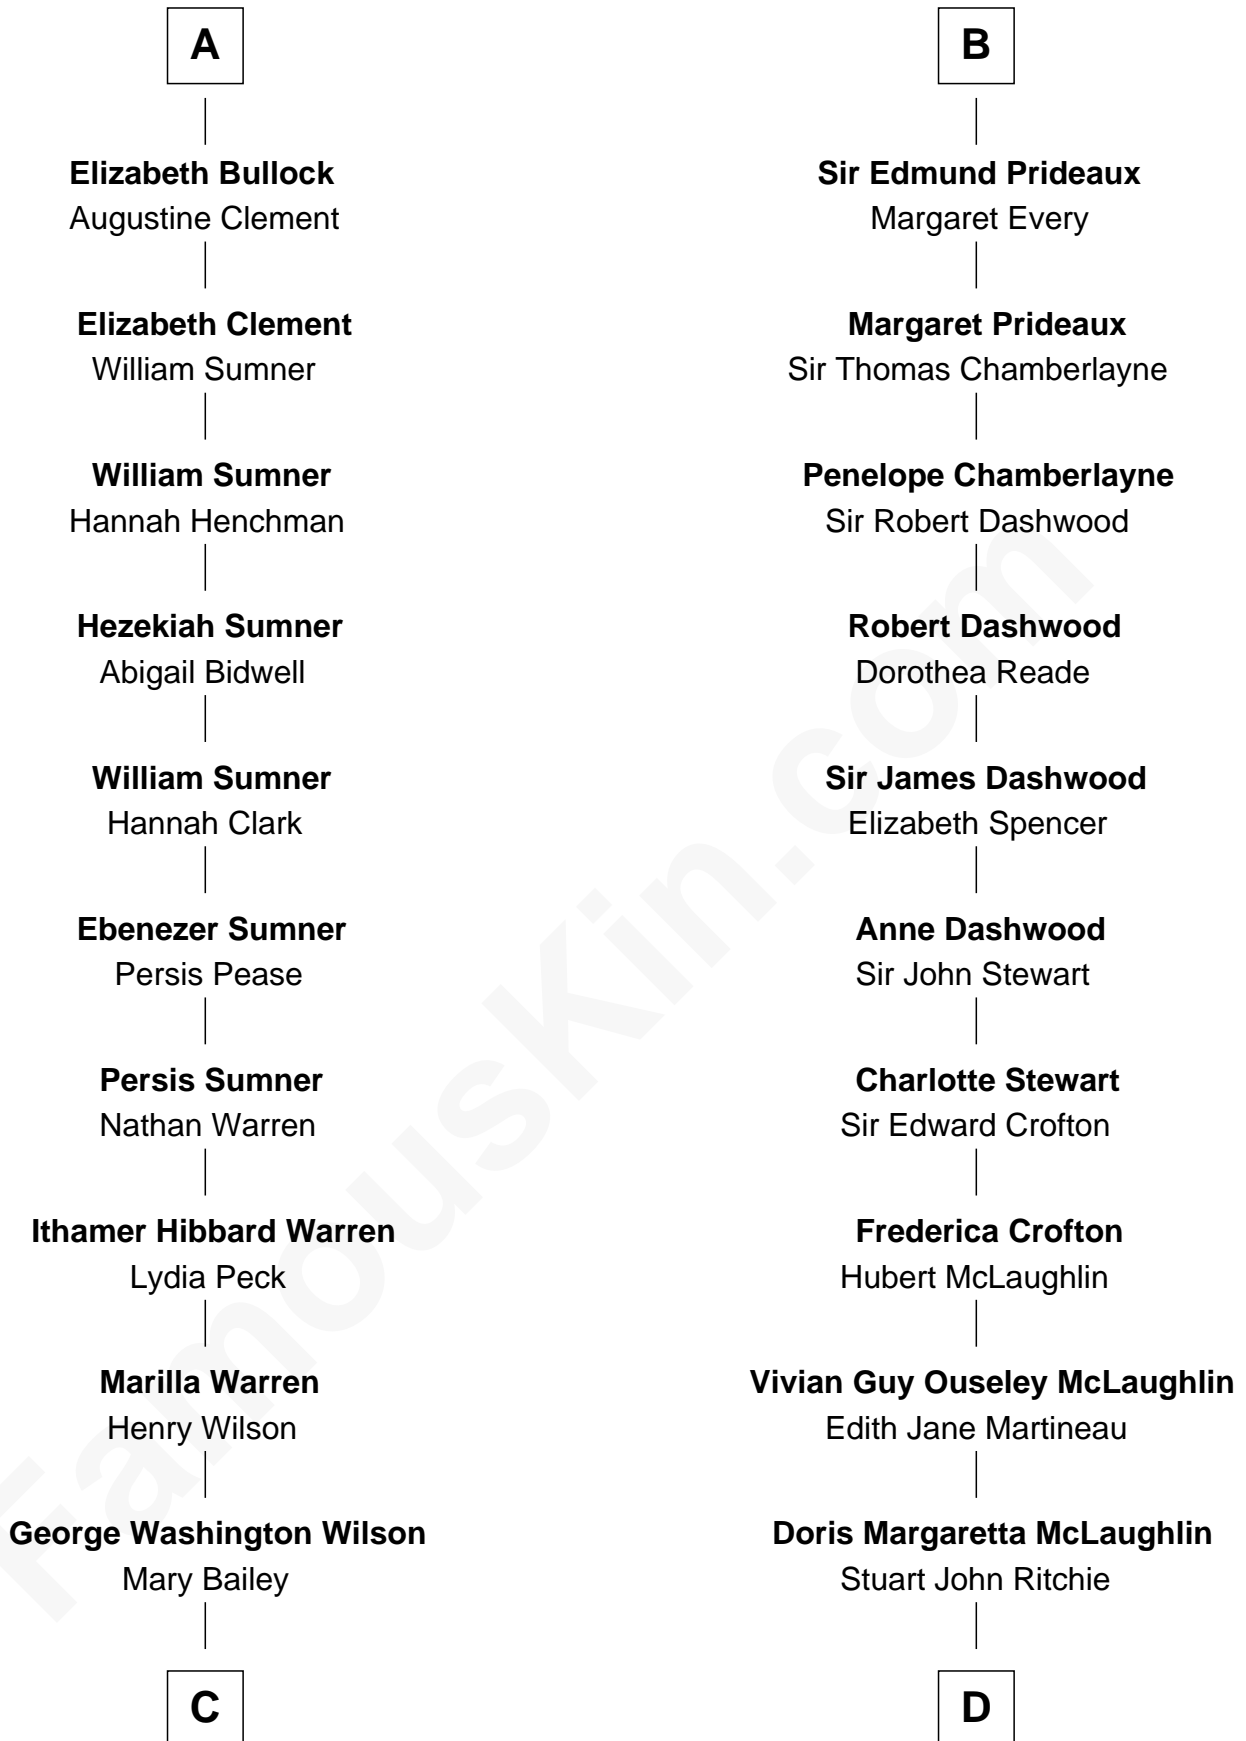 A
Elizabeth Bullock
Augustine Clement
Elizabeth Clement
William Sumner
William Sumner
Hannah Henchman
Hezekiah Sumner
Abigail Bidwell
William Sumner
Hannah Clark
Ebenezer Sumner
Persis Pease
Persis Sumner
Nathan Warren
Ithamer Hibbard Warren
Lydia Peck
Marilla Warren
Henry Wilson
George Washington Wilson
Mary Bailey
C
B
Sir Edmund Prideaux
Margaret Every
Margaret Prideaux
Sir Thomas Chamberlayne
Penelope Chamberlayne
Sir Robert Dashwood
Robert Dashwood
Dorothea Reade
Sir James Dashwood
Elizabeth Spencer
Anne Dashwood
Sir John Stewart
Charlotte Stewart
Sir Edward Crofton
Frederica Crofton
Hubert McLaughlin
Vivian Guy Ouseley McLaughlin
Edith Jane Martineau
Doris Margaretta McLaughlin
Stuart John Ritchie
D
FamousKin.com